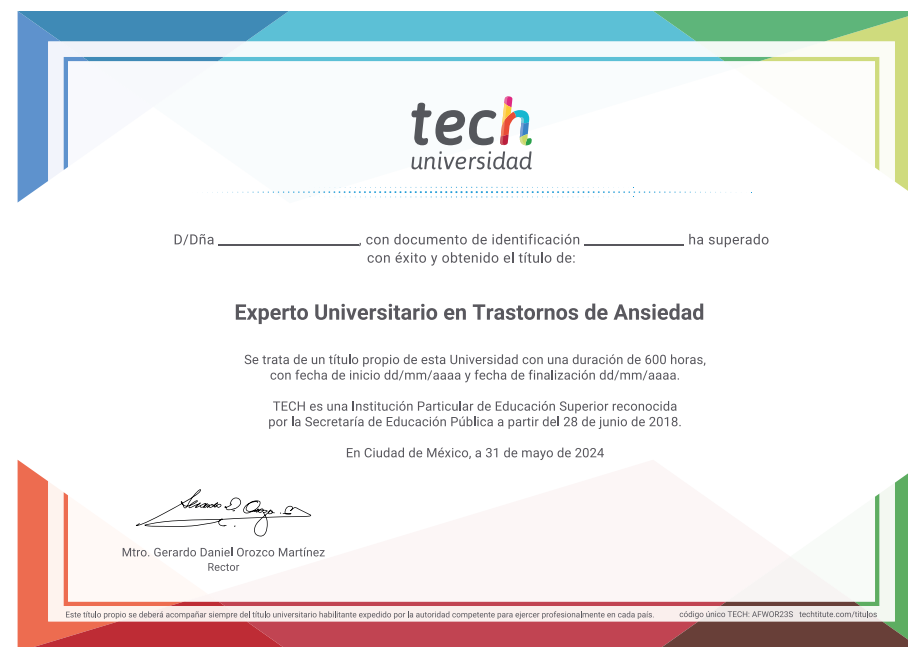 tech
universidad
D/Dña ______________, con documento de identificación __________ ha superado
con éxito y obtenido el título de:
Experto Universitario en Trastornos de Ansiedad
Se trata de un título propio de esta Universidad con una duración de 600 horas,
con fecha de inicio dd/mm/aaaa y fecha de finalización dd/mm/aaaa.
TECH es una Institución Particular de Educación Superior reconocida
por la Secretaría de Educación Pública a partir del 28 de junio de 2018.
En Ciudad de México, a 31 de mayo de 2024
Mtro. Gerardo Daniel Orozco Martínez
Rector
Este título propio se deberá acompañar siempre del título universitario habilitante expedido por la autoridad competente para ejercer profesionalmente en cada país. código único TECH: AFWOR23S techtitute.com/titulos